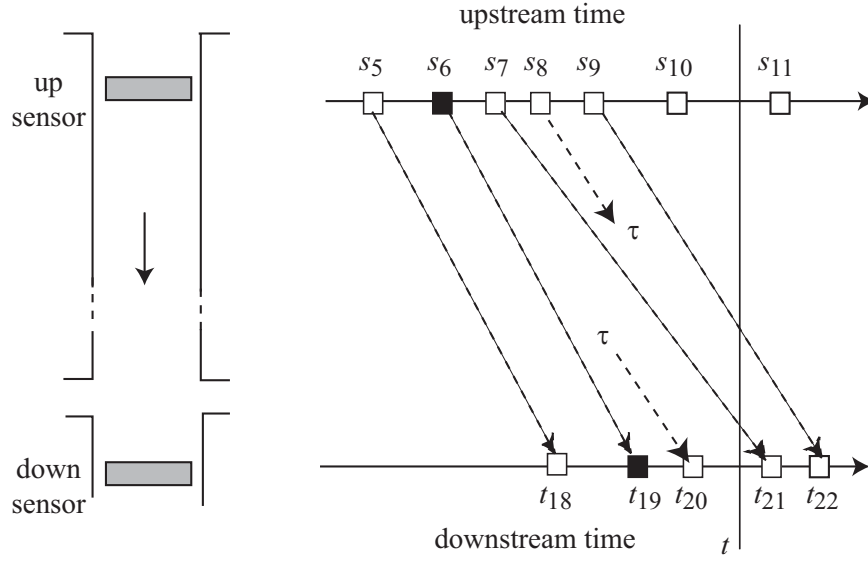 upstream time
up
sensor
s5 s6 s7 s8 s9 s10 s11
τ
τ
down
sensor
t18 t19 t20 t21 t22
downstream time
t